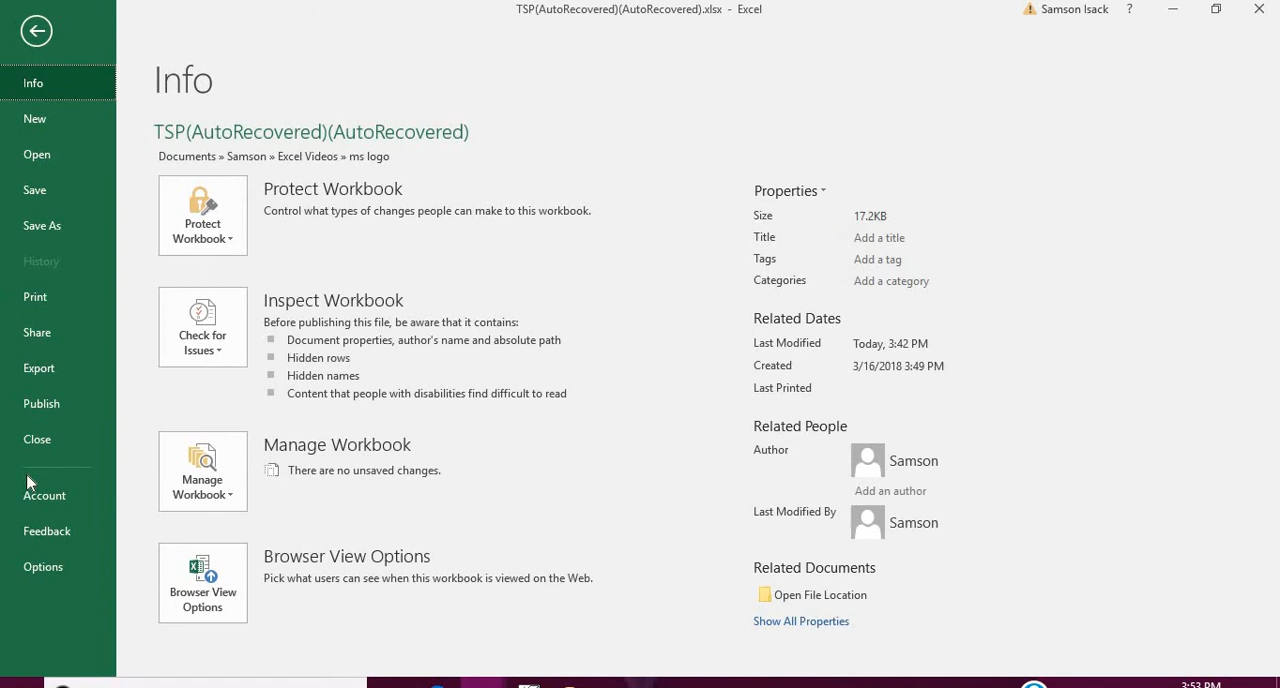 TSP(AutoRecovered)(AutoRecovered).xlsx - Excel
Samson Isack
?
Info
New
Open
Save
Save As
History
Print
Share
Export
Publish
Close
Account
Feedback
Options
Info
TSP(AutoRecovered)(AutoRecovered)
Documents » Samson » Excel Videos » ms logo
Protect
Workbook
Protect Workbook
Control what types of changes people can make to this workbook.
Check for
Issues
Inspect Workbook
Before publishing this file, be aware that it contains:
Document properties, author's name and absolute path
Hidden rows
Hidden names
Content that people with disabilities find difficult to read
Manage
Workbook
Manage Workbook
There are no unsaved changes.
Browser View
Options
Browser View Options
Pick what users can see when this workbook is viewed on the Web.
Properties
Size 17.2KB
Title Add a title
Tags Add a tag
Categories Add a category
Related Dates
Last Modified Today, 3:42 PM
Created 3/16/2018 3:49 PM
Last Printed
Related People
Author Samson
Add an author
Last Modified By Samson
Related Documents
Open File Location
Show All Properties
3:53 PM